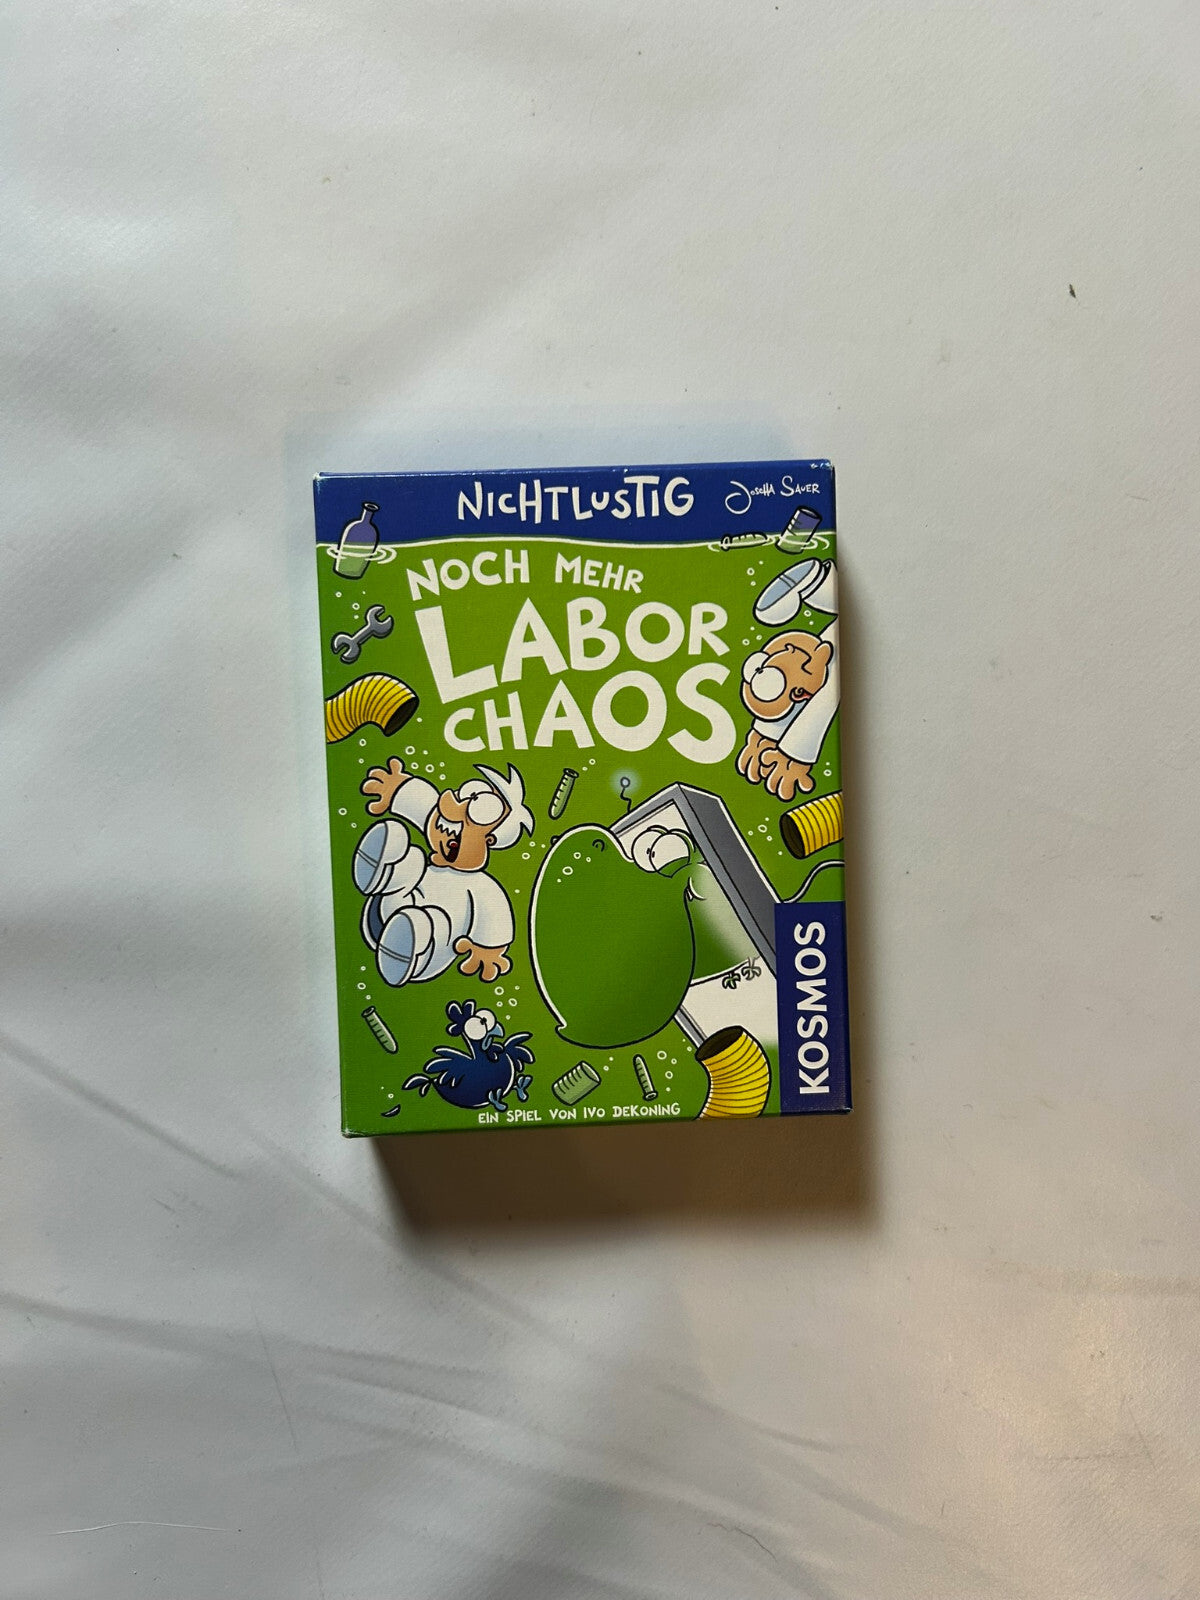 NICHTLUSTIG
JOSCHA SAUER
NOCH MEHR
LABOR
CHAOS
KOSMOS
EIN SPIEL VON IVO DEKONING